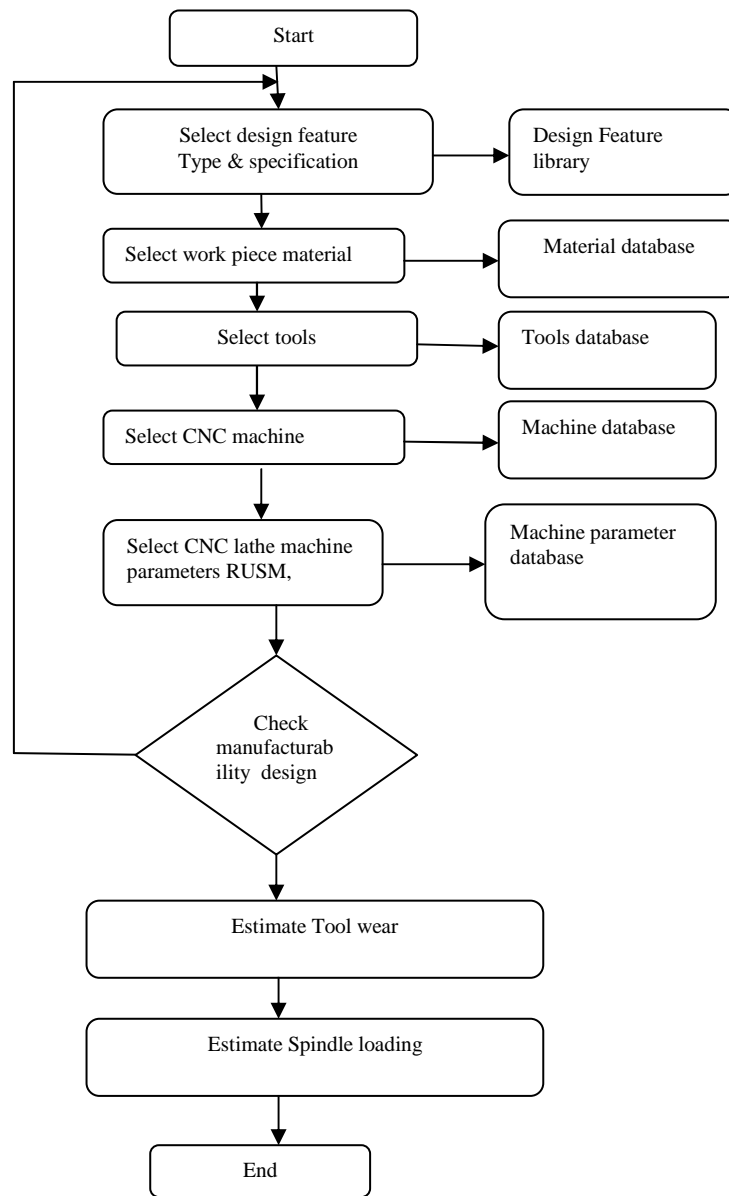 Start
Select design feature
Type & specification
Design Feature
library
Select work piece material
Material database
Select tools
Tools database
Select CNC machine
Machine database
Select CNC lathe machine
parameters RUSM,
Machine parameter
database
Check
manufacturab
ility design
Estimate Tool wear
Estimate Spindle loading
End